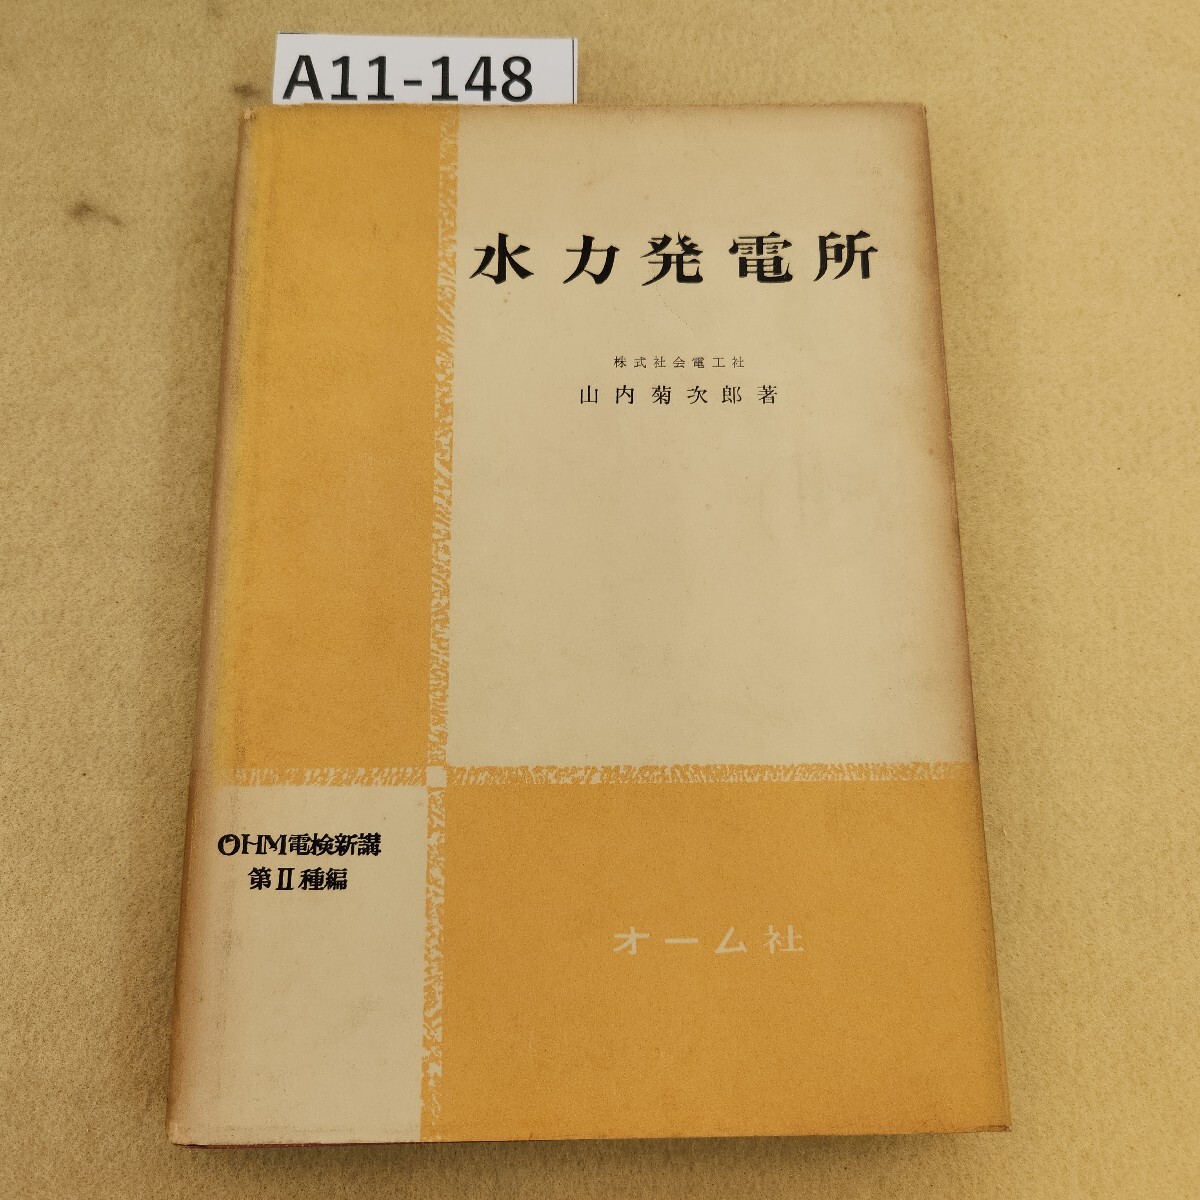 A11-148
水力発電所
株式社会電工社
山内菊次郎著
OHM電検新講
第II種編
オーム社